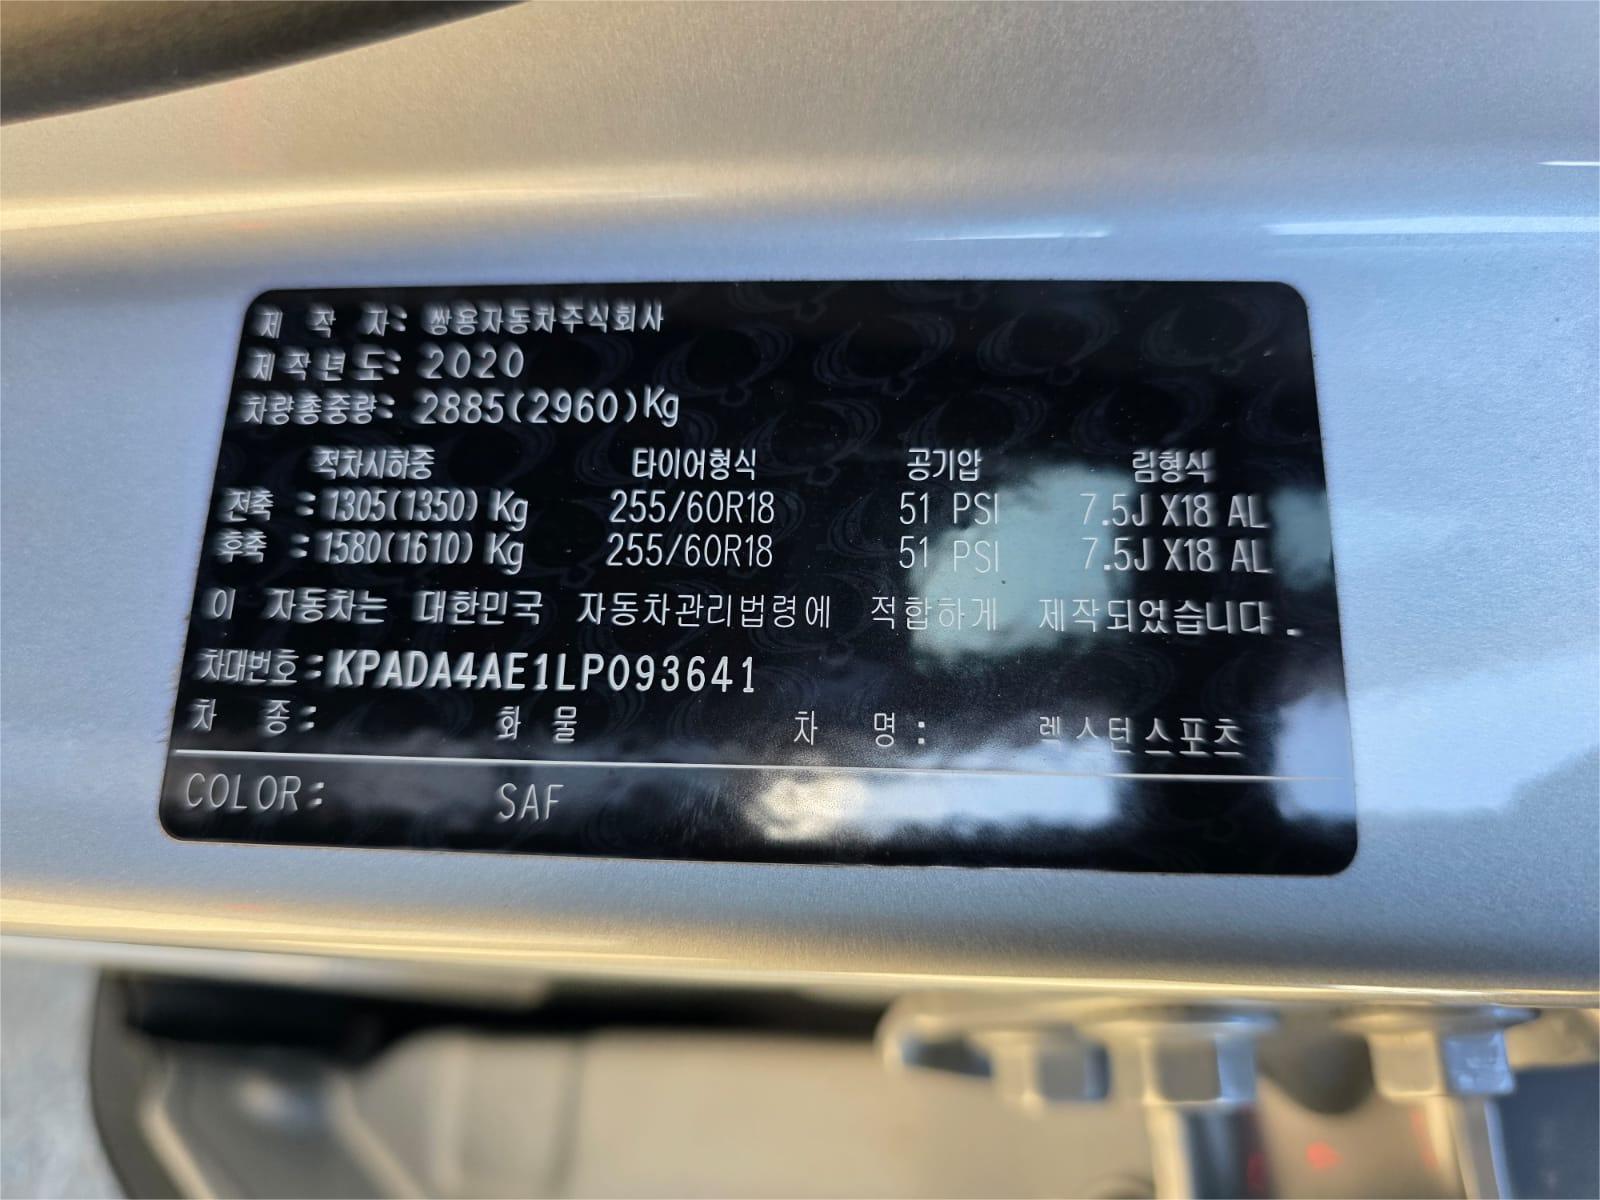 제 작 자: 쌍용자동차주식회사
제작년도: 2020
차량총중량: 2885(2960)Kg
적차시하중 타이어형식 공기압 림형식
전축 : 1305(1350) Kg 255/60R18 51 PSI 7.5J X18 AL
후축 : 1580(1610) Kg 255/60R18 51 PSI 7.5J X18 AL
이 자동차는 대한민국 자동차관리법령에 적합하게 제작되었습니다.
차대번호:KPADA4AE1LP093641
차 종: 화 물 차 명: 렉스턴스포츠
COLOR: SAF